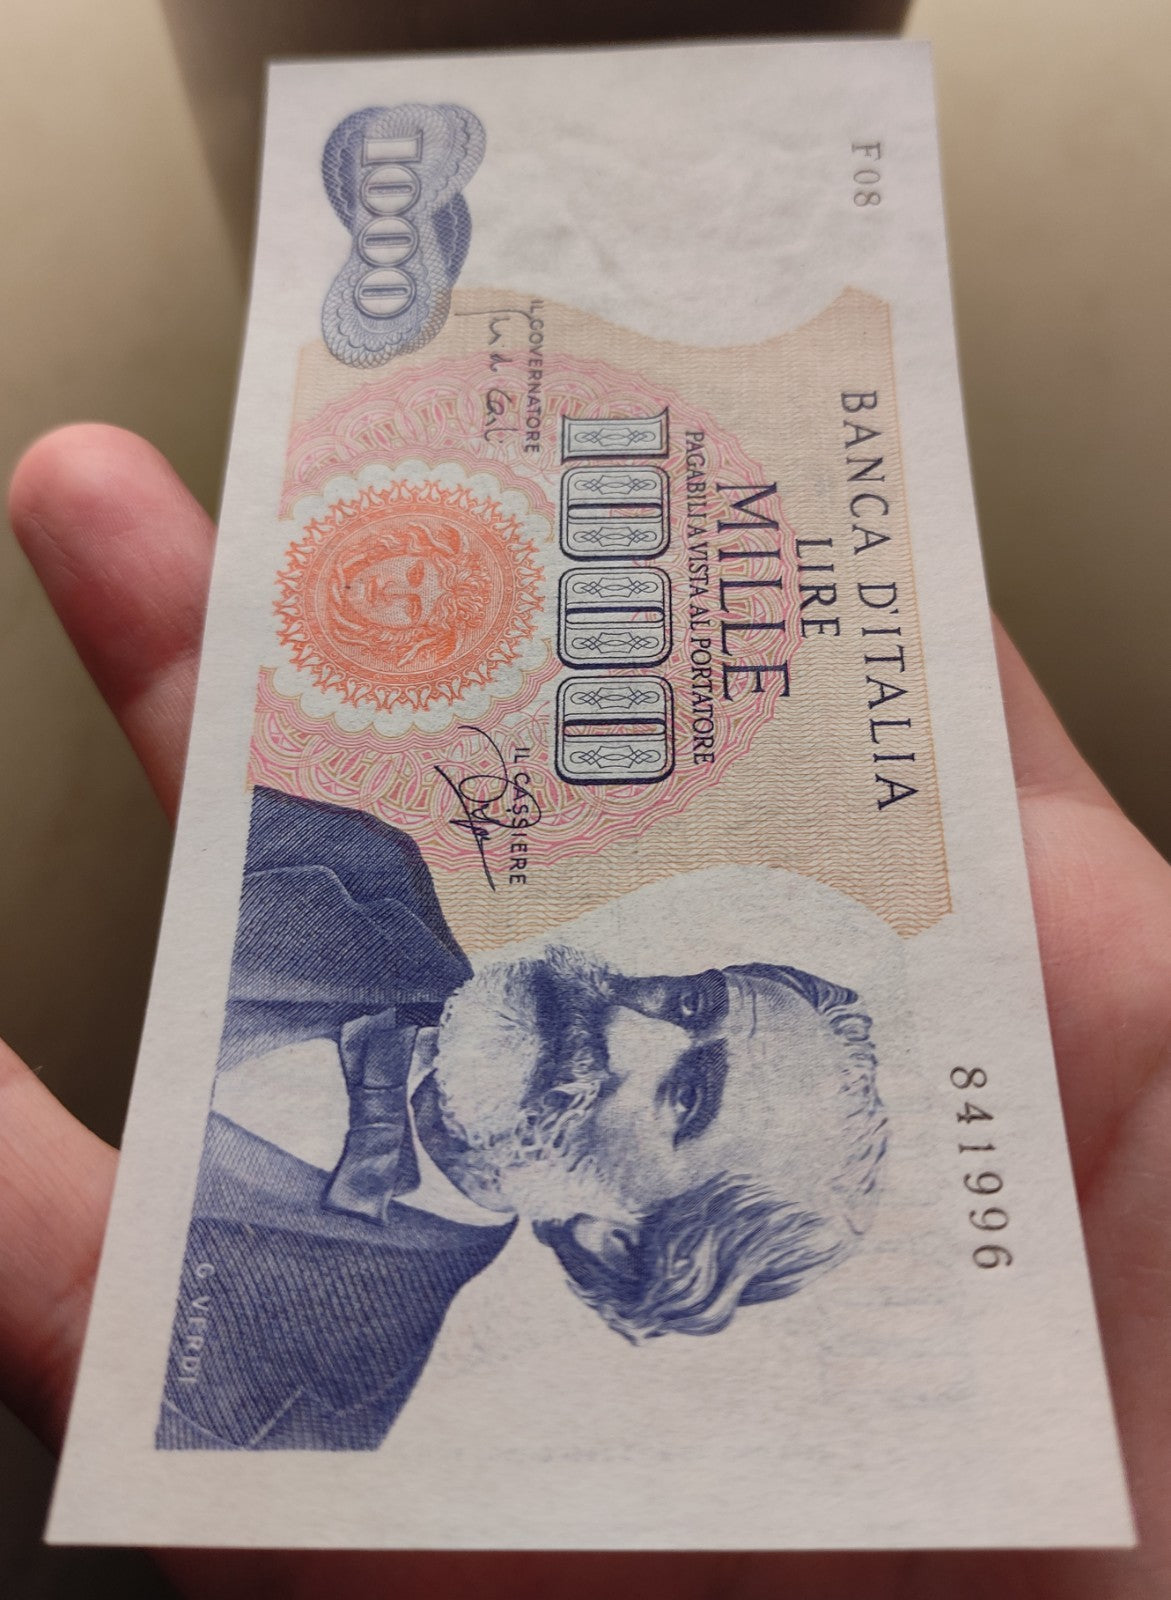 F08
841996
BANCA D'ITALIA
LIRE
MILLE
PAGABILI A VISTA AL PORTATORE
1000
IL GOVERNATORE
IL CASSIERE
1000
G. VERDI